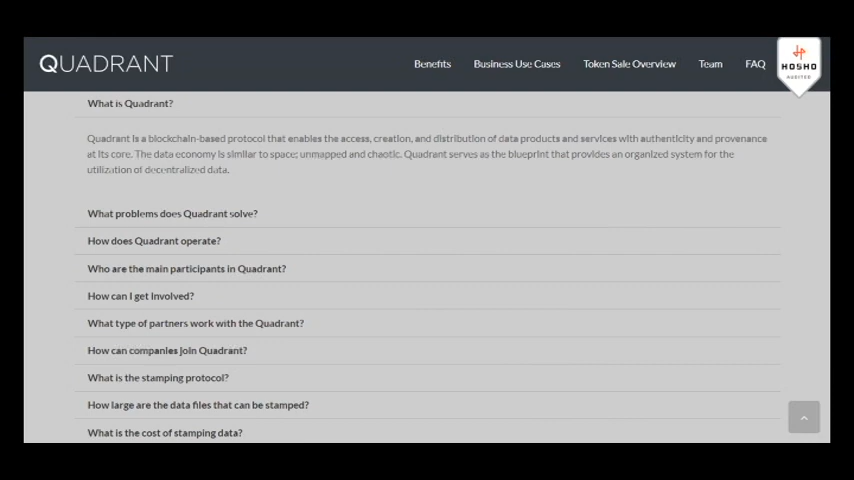 QUADRANT
Benefits
Business Use Cases
Token Sale Overview
Team
FAQ
HOSHO
AUDITED
What is Quadrant?
Quadrant is a blockchain-based protocol that enables the access, creation, and distribution of data products and services with authenticity and provenance
at its core. The data economy is similar to space; unmapped and chaotic. Quadrant serves as the blueprint that provides an organized system for the
utilization of decentralized data.
What problems does Quadrant solve?
How does Quadrant operate?
Who are the main participants in Quadrant?
How can I get Involved?
What type of partners work with the Quadrant?
How can companies join Quadrant?
What is the stamping protocol?
How large are the data files that can be stamped?
What is the cost of stamping data?